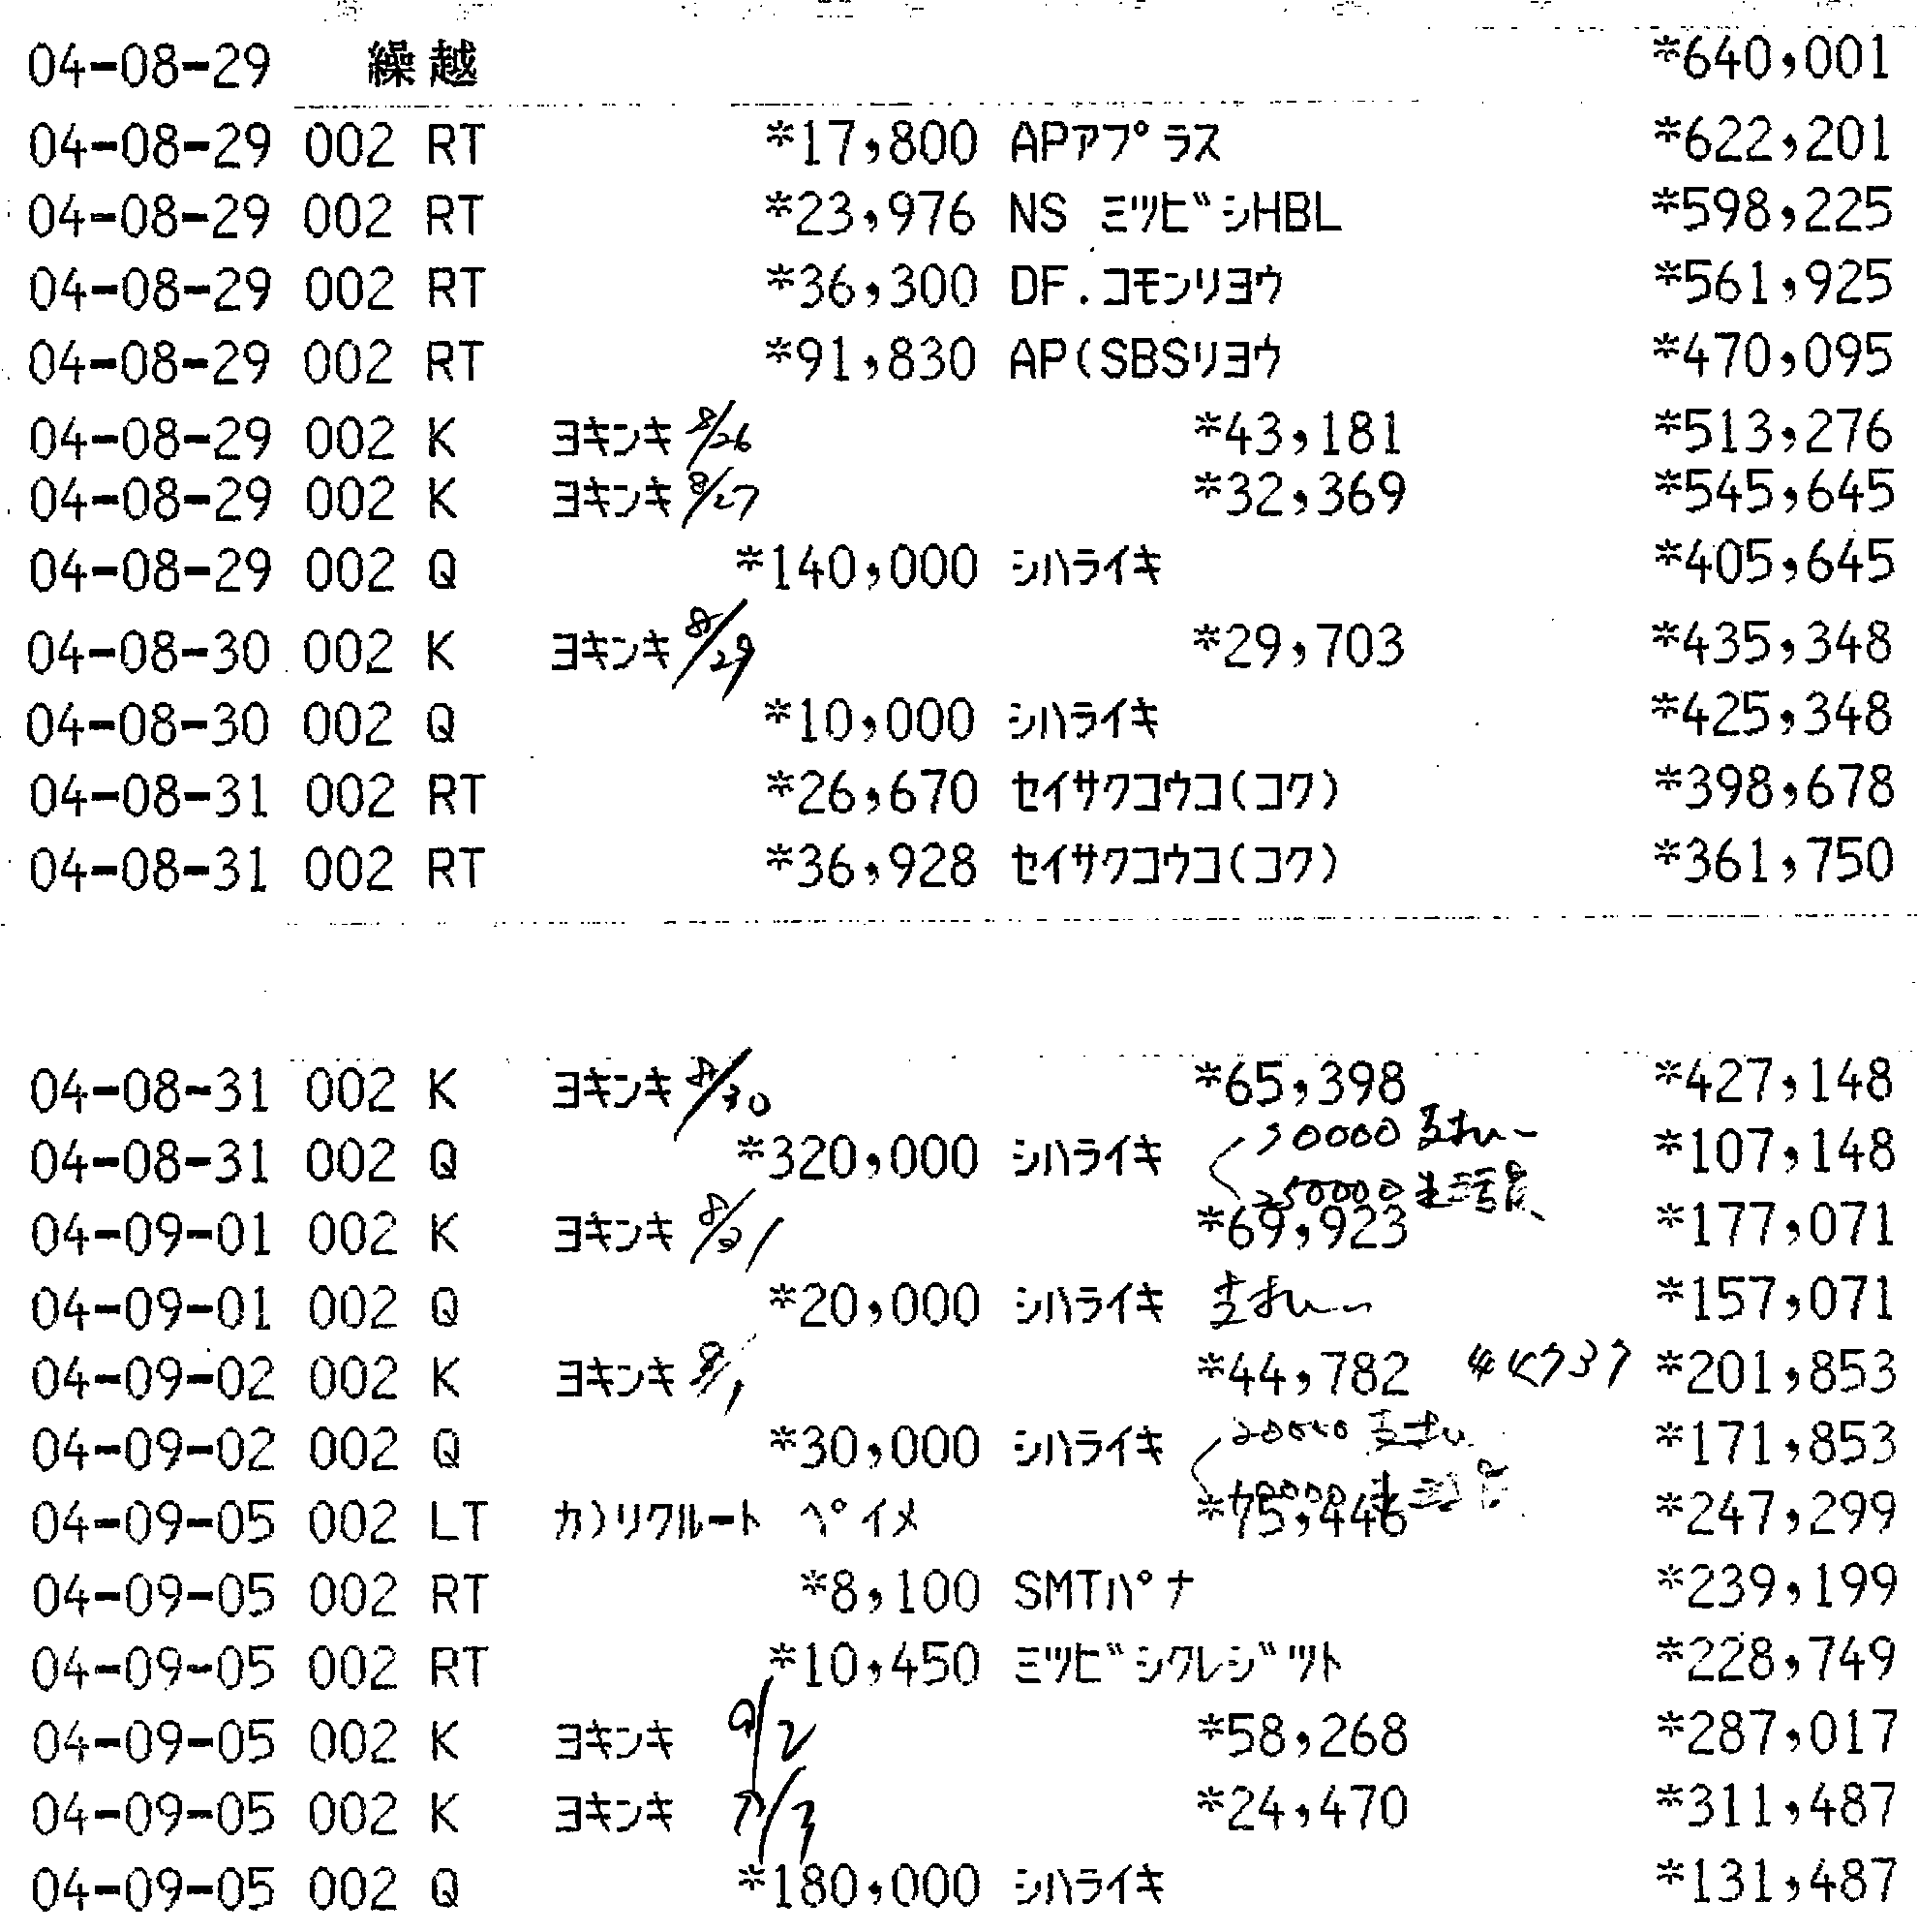 04-08-29 繰越 *640,001
04-08-29 002 RT *17,800 APアプラス *622,201
04-08-29 002 RT *23,976 NS ミツビシHBL *598,225
04-08-29 002 RT *36,300 DF.コモンリヨウ *561,925
04-08-29 002 RT *91,830 AP(SBSリヨウ *470,095
04-08-29 002 K ヨキンキ 8/26 *43,181 *513,276
04-08-29 002 K ヨキンキ 8/27 *32,369 *545,645
04-08-29 002 Q *140,000 シハライキ *405,645
04-08-30 002 K ヨキンキ 8/29 *29,703 *435,348
04-08-30 002 Q *10,000 シハライキ *425,348
04-08-31 002 RT *26,670 セイサクコウコ(コク) *398,678
04-08-31 002 RT *36,928 セイサクコウコ(コク) *361,750
04-08-31 002 K ヨキンキ 8/30 *65,398 *427,148
04-08-31 002 Q *320,000 シハライキ *107,148
250000 生活費
04-09-01 002 K ヨキンキ 8/31 *69,923 *177,071
04-09-01 002 Q *20,000 シハライキ *157,071
04-09-02 002 K ヨキンキ *44,782 *201,853
04-09-02 002 Q *30,000 シハライキ *171,853
04-09-05 002 LT カ)リクルート ペイメ *75,446 *247,299
04-09-05 002 RT *8,100 SMTパナ *239,199
04-09-05 002 RT *10,450 ミツビシクレジツト *228,749
04-09-05 002 K ヨキンキ 9/2 *58,268 *287,017
04-09-05 002 K ヨキンキ *24,470 *311,487
04-09-05 002 Q *180,000 シハライキ *131,487